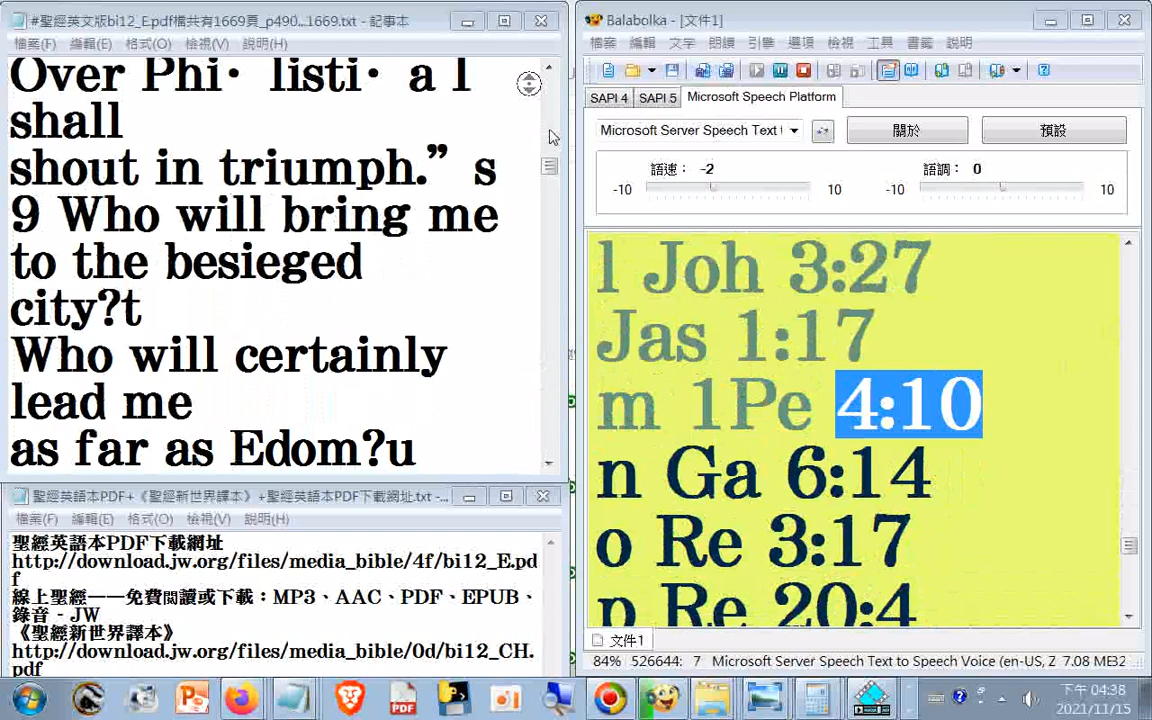 #聖經英文版bi12_E.pdf檔共有1669頁_p490...1669.txt - 記事本
檔案(F) 編輯(E) 格式(O) 檢視(V) 說明(H)
Over Phi· listi· a I
shall
shout in triumph.” s
9 Who will bring me
to the besieged
city?t
Who will certainly
lead me
as far as Edom?u
聖經英語本PDF+《聖經新世界譯本》+聖經英語本PDF下載網址.txt - ...
檔案(F) 編輯(E) 格式(O) 檢視(V) 說明(H)
聖經英語本PDF下載網址
http://download.jw.org/files/media_bible/4f/bi12_E.pd
f
線上聖經——免費閱讀或下載：MP3、AAC、PDF、EPUB、
錄音 - JW
《聖經新世界譯本》
http://download.jw.org/files/media_bible/0d/bi12_CH.
pdf
Balabolka - [文件1]
檔案 編輯 文字 朗讀 引擎 選項 檢視 工具 書籤 說明
SAPI 4 SAPI 5 Microsoft Speech Platform
Microsoft Server Speech Text t
關於 預設
語速： -2 語調： 0
-10 10 -10 10
l Joh 3:27
Jas 1:17
m 1Pe 4:10
n Ga 6:14
o Re 3:17
p Re 20:4
文件1
84% 526644: 7 Microsoft Server Speech Text to Speech Voice (en-US, Z 7.08 MB
下午 04:38
2021/11/15